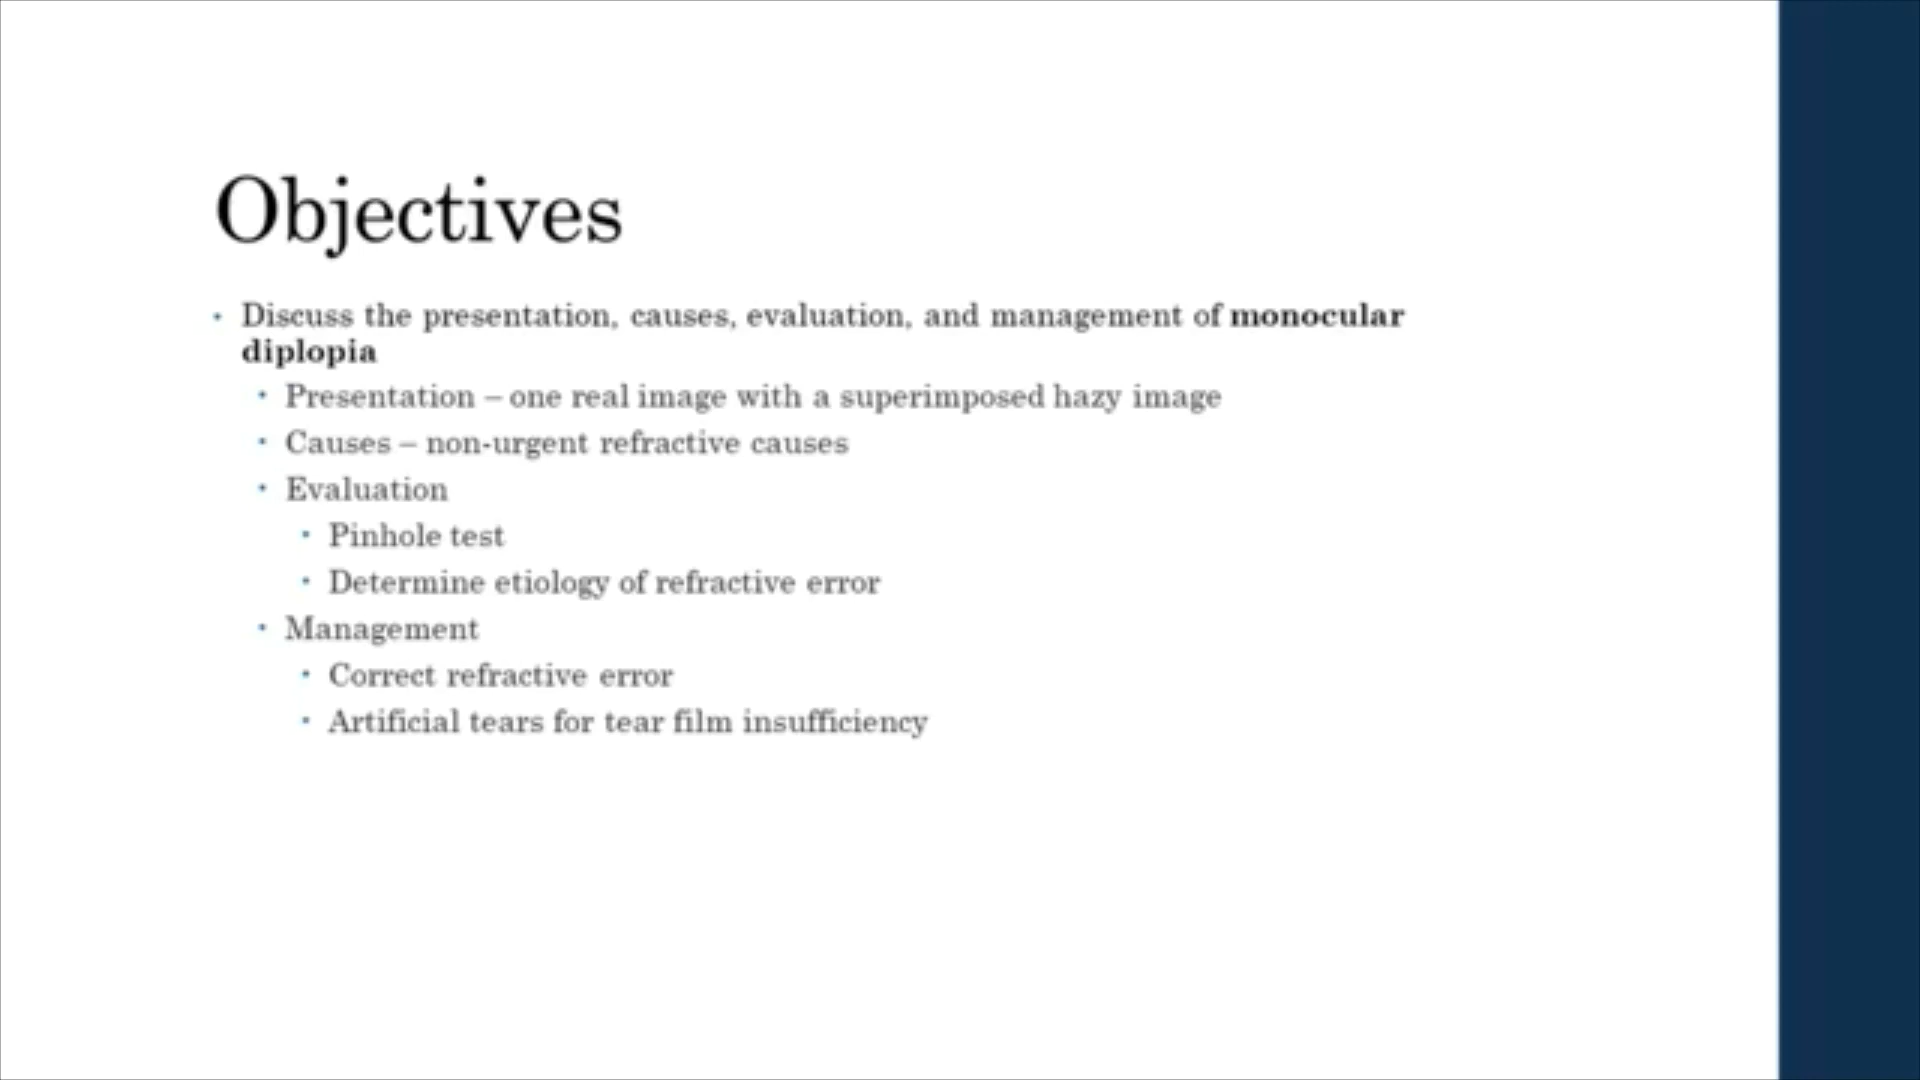 Objectives
• Discuss the presentation, causes, evaluation, and management of monocular
diplopia
• Presentation – one real image with a superimposed hazy image
• Causes – non-urgent refractive causes
• Evaluation
• Pinhole test
• Determine etiology of refractive error
• Management
• Correct refractive error
• Artificial tears for tear film insufficiency